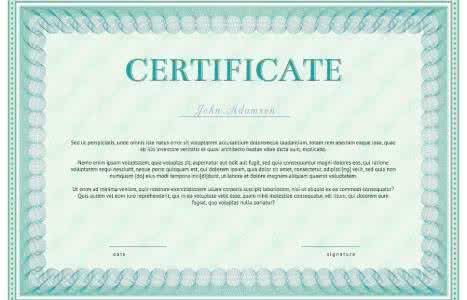 CERTIFICATE
John Adamson
Sed ut perspiciatis, unde omnis iste natus error sit voluptatem accusantium doloremque laudantium, totam rem aperiam eaque ipsa, quae
ab illo inventore veritatis et quasi architecto beatae vitae dicta sunt, explicabo.
Nemo enim ipsam voluptatem, quia voluptas sit, aspernatur aut odit aut fugit, sed quia consequuntur magni dolores eos, qui ratione
voluptatem sequi nesciunt, neque porro quisquam est, qui dolorem ipsum, quia dolor sit, amet, consectetur, adipisci[ng] velit, sed quia non
numquam [do] eius modi tempora inci[di]dunt, ut labore et dolore magnam aliquam quaerat voluptatem.
Ut enim ad minima veniam, quis nostrum exercitationem ullam corporis suscipit laboriosam, nisi ut aliquid ex ea commodi consequatur?
Quis autem vel eum iure reprehenderit, qui in ea voluptate velit esse, quam nihil molestiae consequatur, vel illum, qui dolorem eum
fugiat, quo voluptas nulla pariatur?
date signature